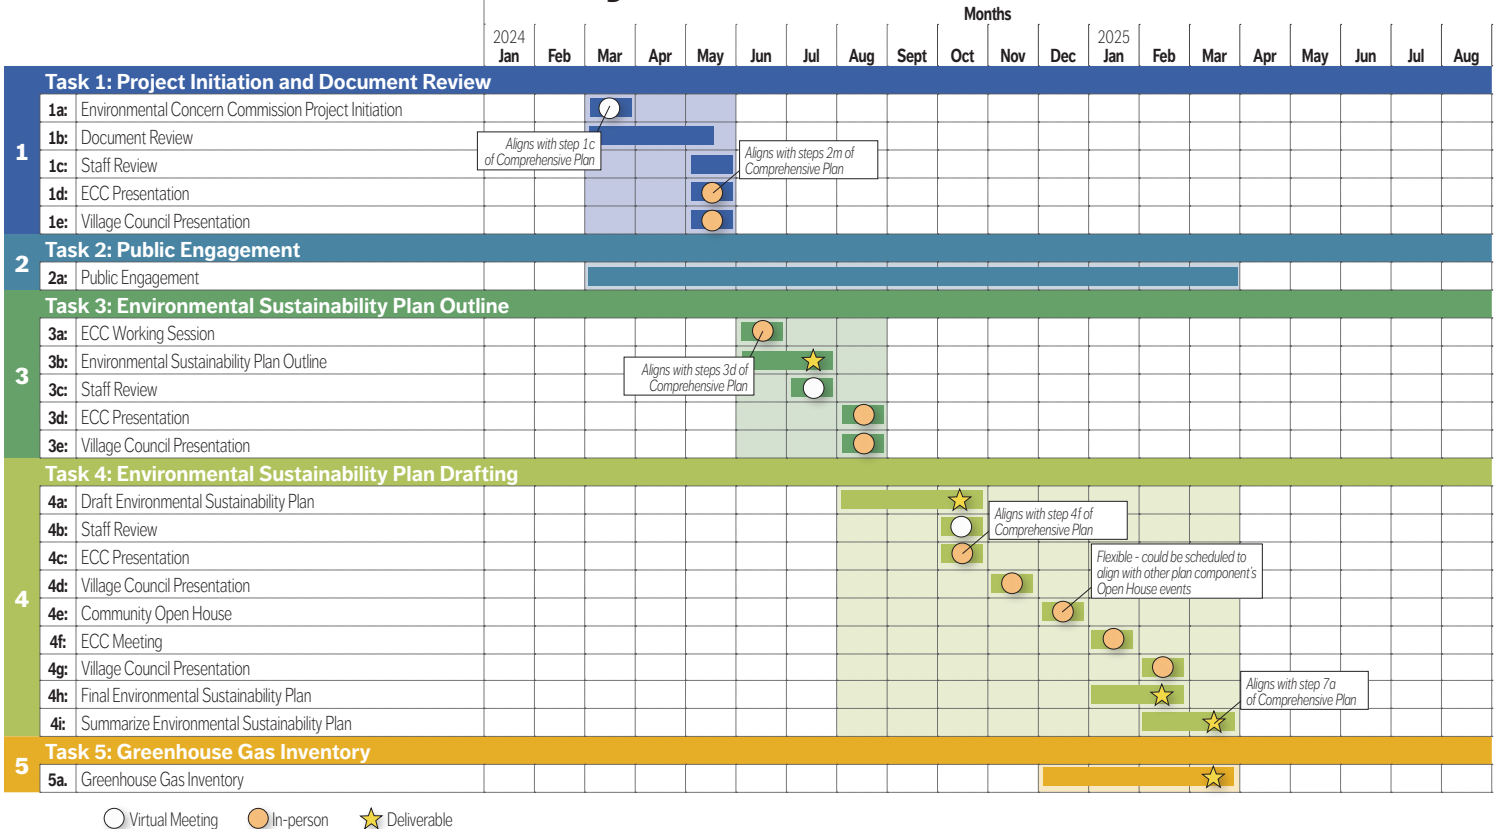 Months
2024
2025
Jan Feb Mar Apr May Jun Jul Aug Sept Oct Nov Dec Jan Feb Mar Apr May Jun Jul Aug
1
Task 1: Project Initiation and Document Review
1a: Environmental Concern Commission Project Initiation
1b: Document Review
1c: Staff Review
1d: ECC Presentation
1e: Village Council Presentation
Aligns with step 1c
of Comprehensive Plan
Aligns with steps 2m of
Comprehensive Plan
2
Task 2: Public Engagement
2a: Public Engagement
3
Task 3: Environmental Sustainability Plan Outline
3a: ECC Working Session
3b: Environmental Sustainability Plan Outline
3c: Staff Review
3d: ECC Presentation
3e: Village Council Presentation
Aligns with steps 3d of
Comprehensive Plan
4
Task 4: Environmental Sustainability Plan Drafting
4a: Draft Environmental Sustainability Plan
4b: Staff Review
4c: ECC Presentation
4d: Village Council Presentation
4e: Community Open House
4f: ECC Meeting
4g: Village Council Presentation
4h: Final Environmental Sustainability Plan
4i: Summarize Environmental Sustainability Plan
Aligns with step 4f of
Comprehensive Plan
Flexible - could be scheduled to
align with other plan component's
Open House events
Aligns with step 7a
of Comprehensive Plan
5
Task 5: Greenhouse Gas Inventory
5a. Greenhouse Gas Inventory
Virtual Meeting
In-person
Deliverable